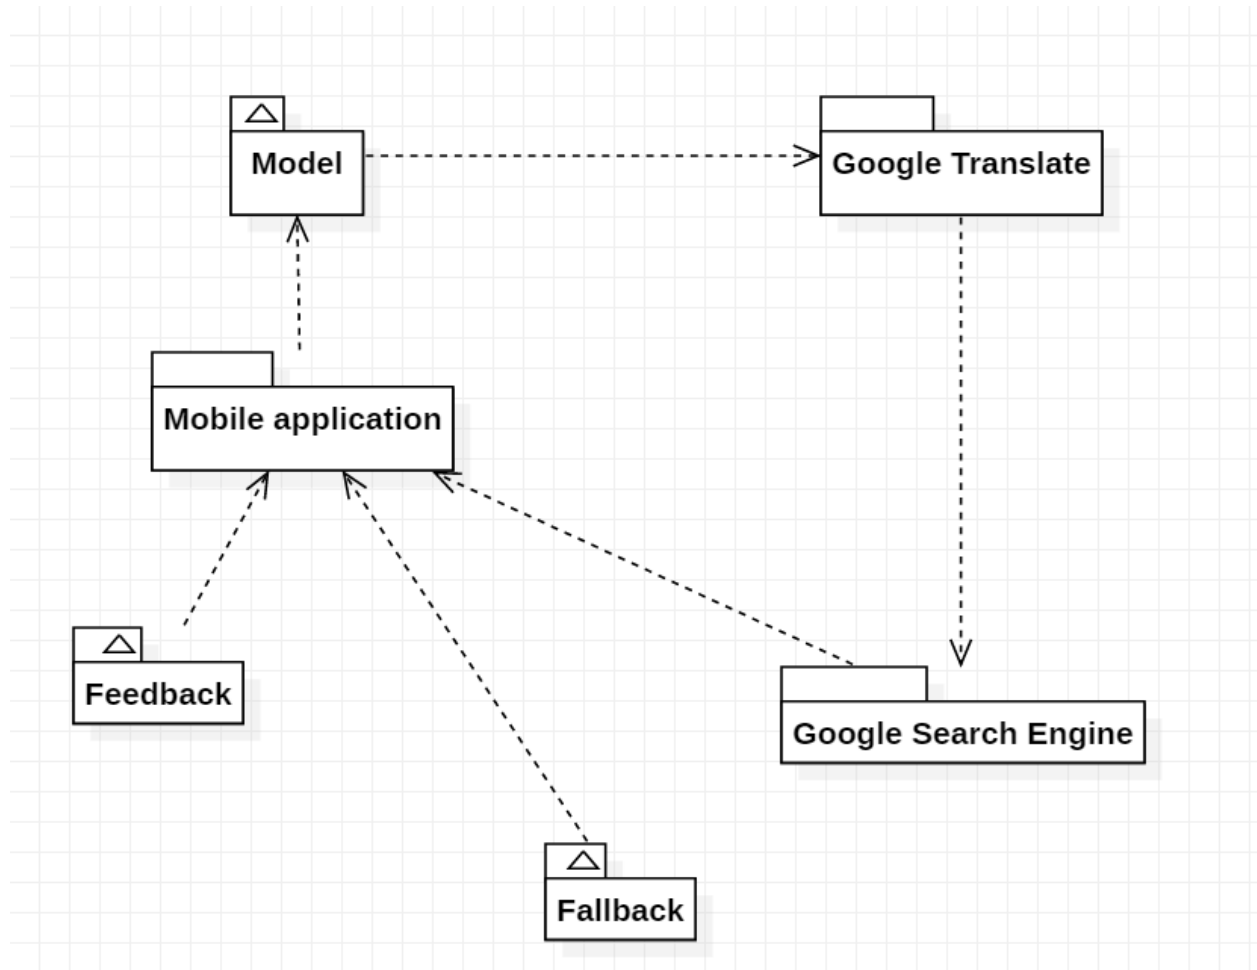 Model
Google Translate
Mobile application
Feedback
Google Search Engine
Fallback